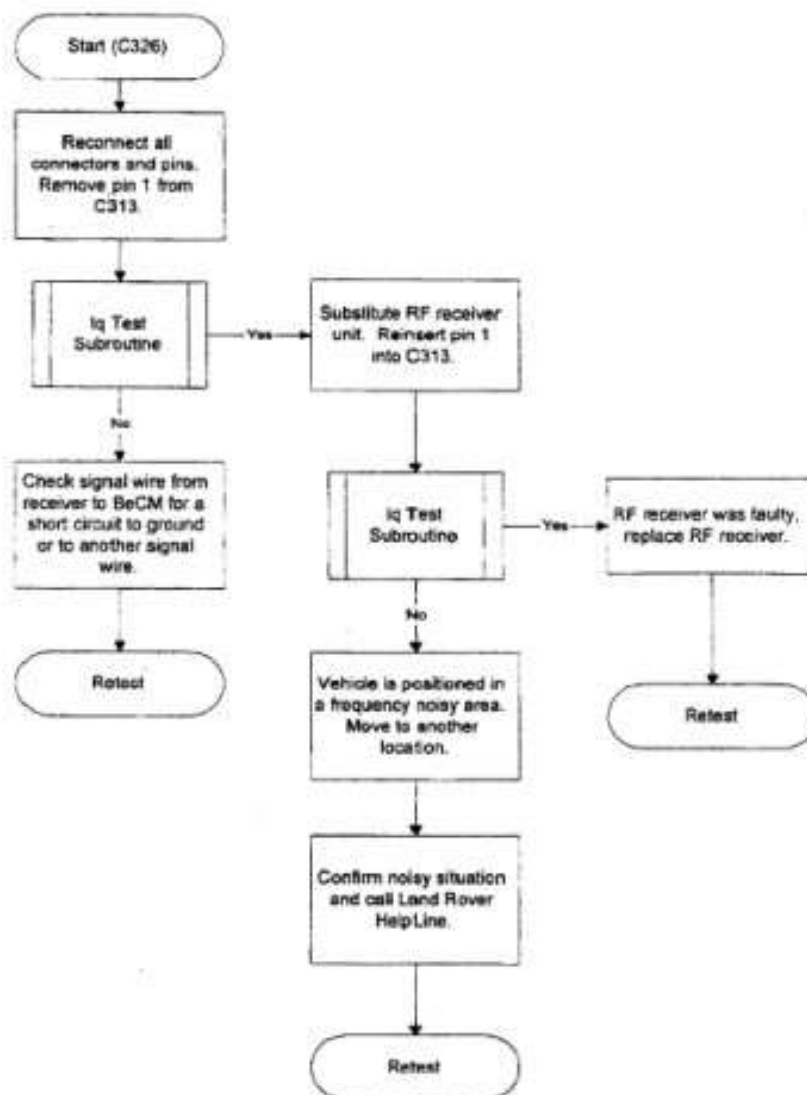 Start (C326)
Reconnect all
connectors and pins.
Remove pin 1 from
C313.
Iq Test
Subroutine
Yes
Substitute RF receiver
unit. Reinsert pin 1
into C313.
No
Check signal wire from
receiver to BeCM for a
short circuit to ground
or to another signal
wire.
Retest
Iq Test
Subroutine
Yes
RF receiver was faulty,
replace RF receiver.
Retest
No
Vehicle is positioned in
a frequency noisy area.
Move to another
location.
Confirm noisy situation
and call Land Rover
HelpLine.
Retest